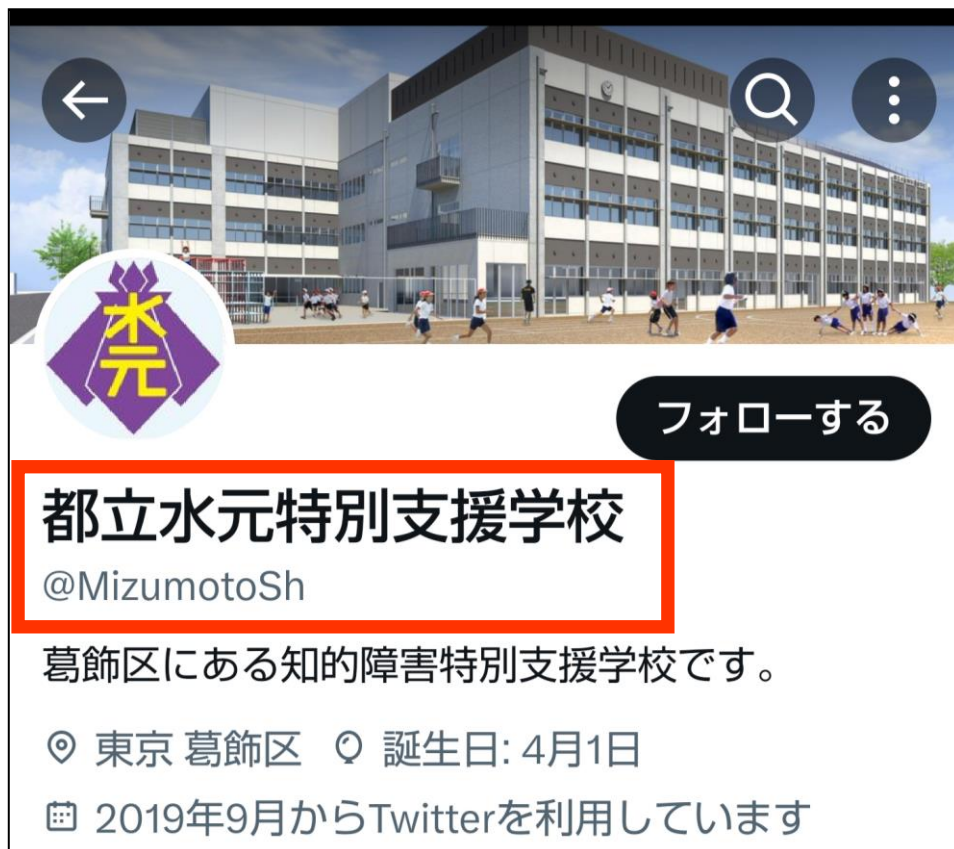 水
元
フォローする
都立水元特別支援学校
@MizumotoSh
葛飾区にある知的障害特別支援学校です。
東京 葛飾区 誕生日: 4月1日
2019年9月からTwitterを利用しています